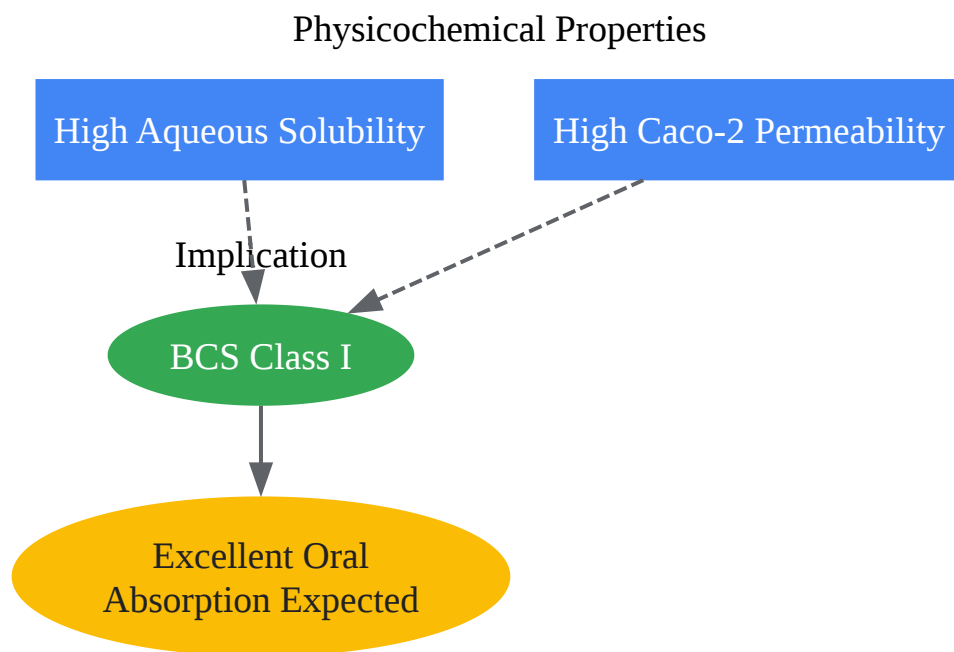 Physicochemical Properties
High Aqueous Solubility
High Caco-2 Permeability
Implication
BCS Class I
Excellent Oral
Absorption Expected